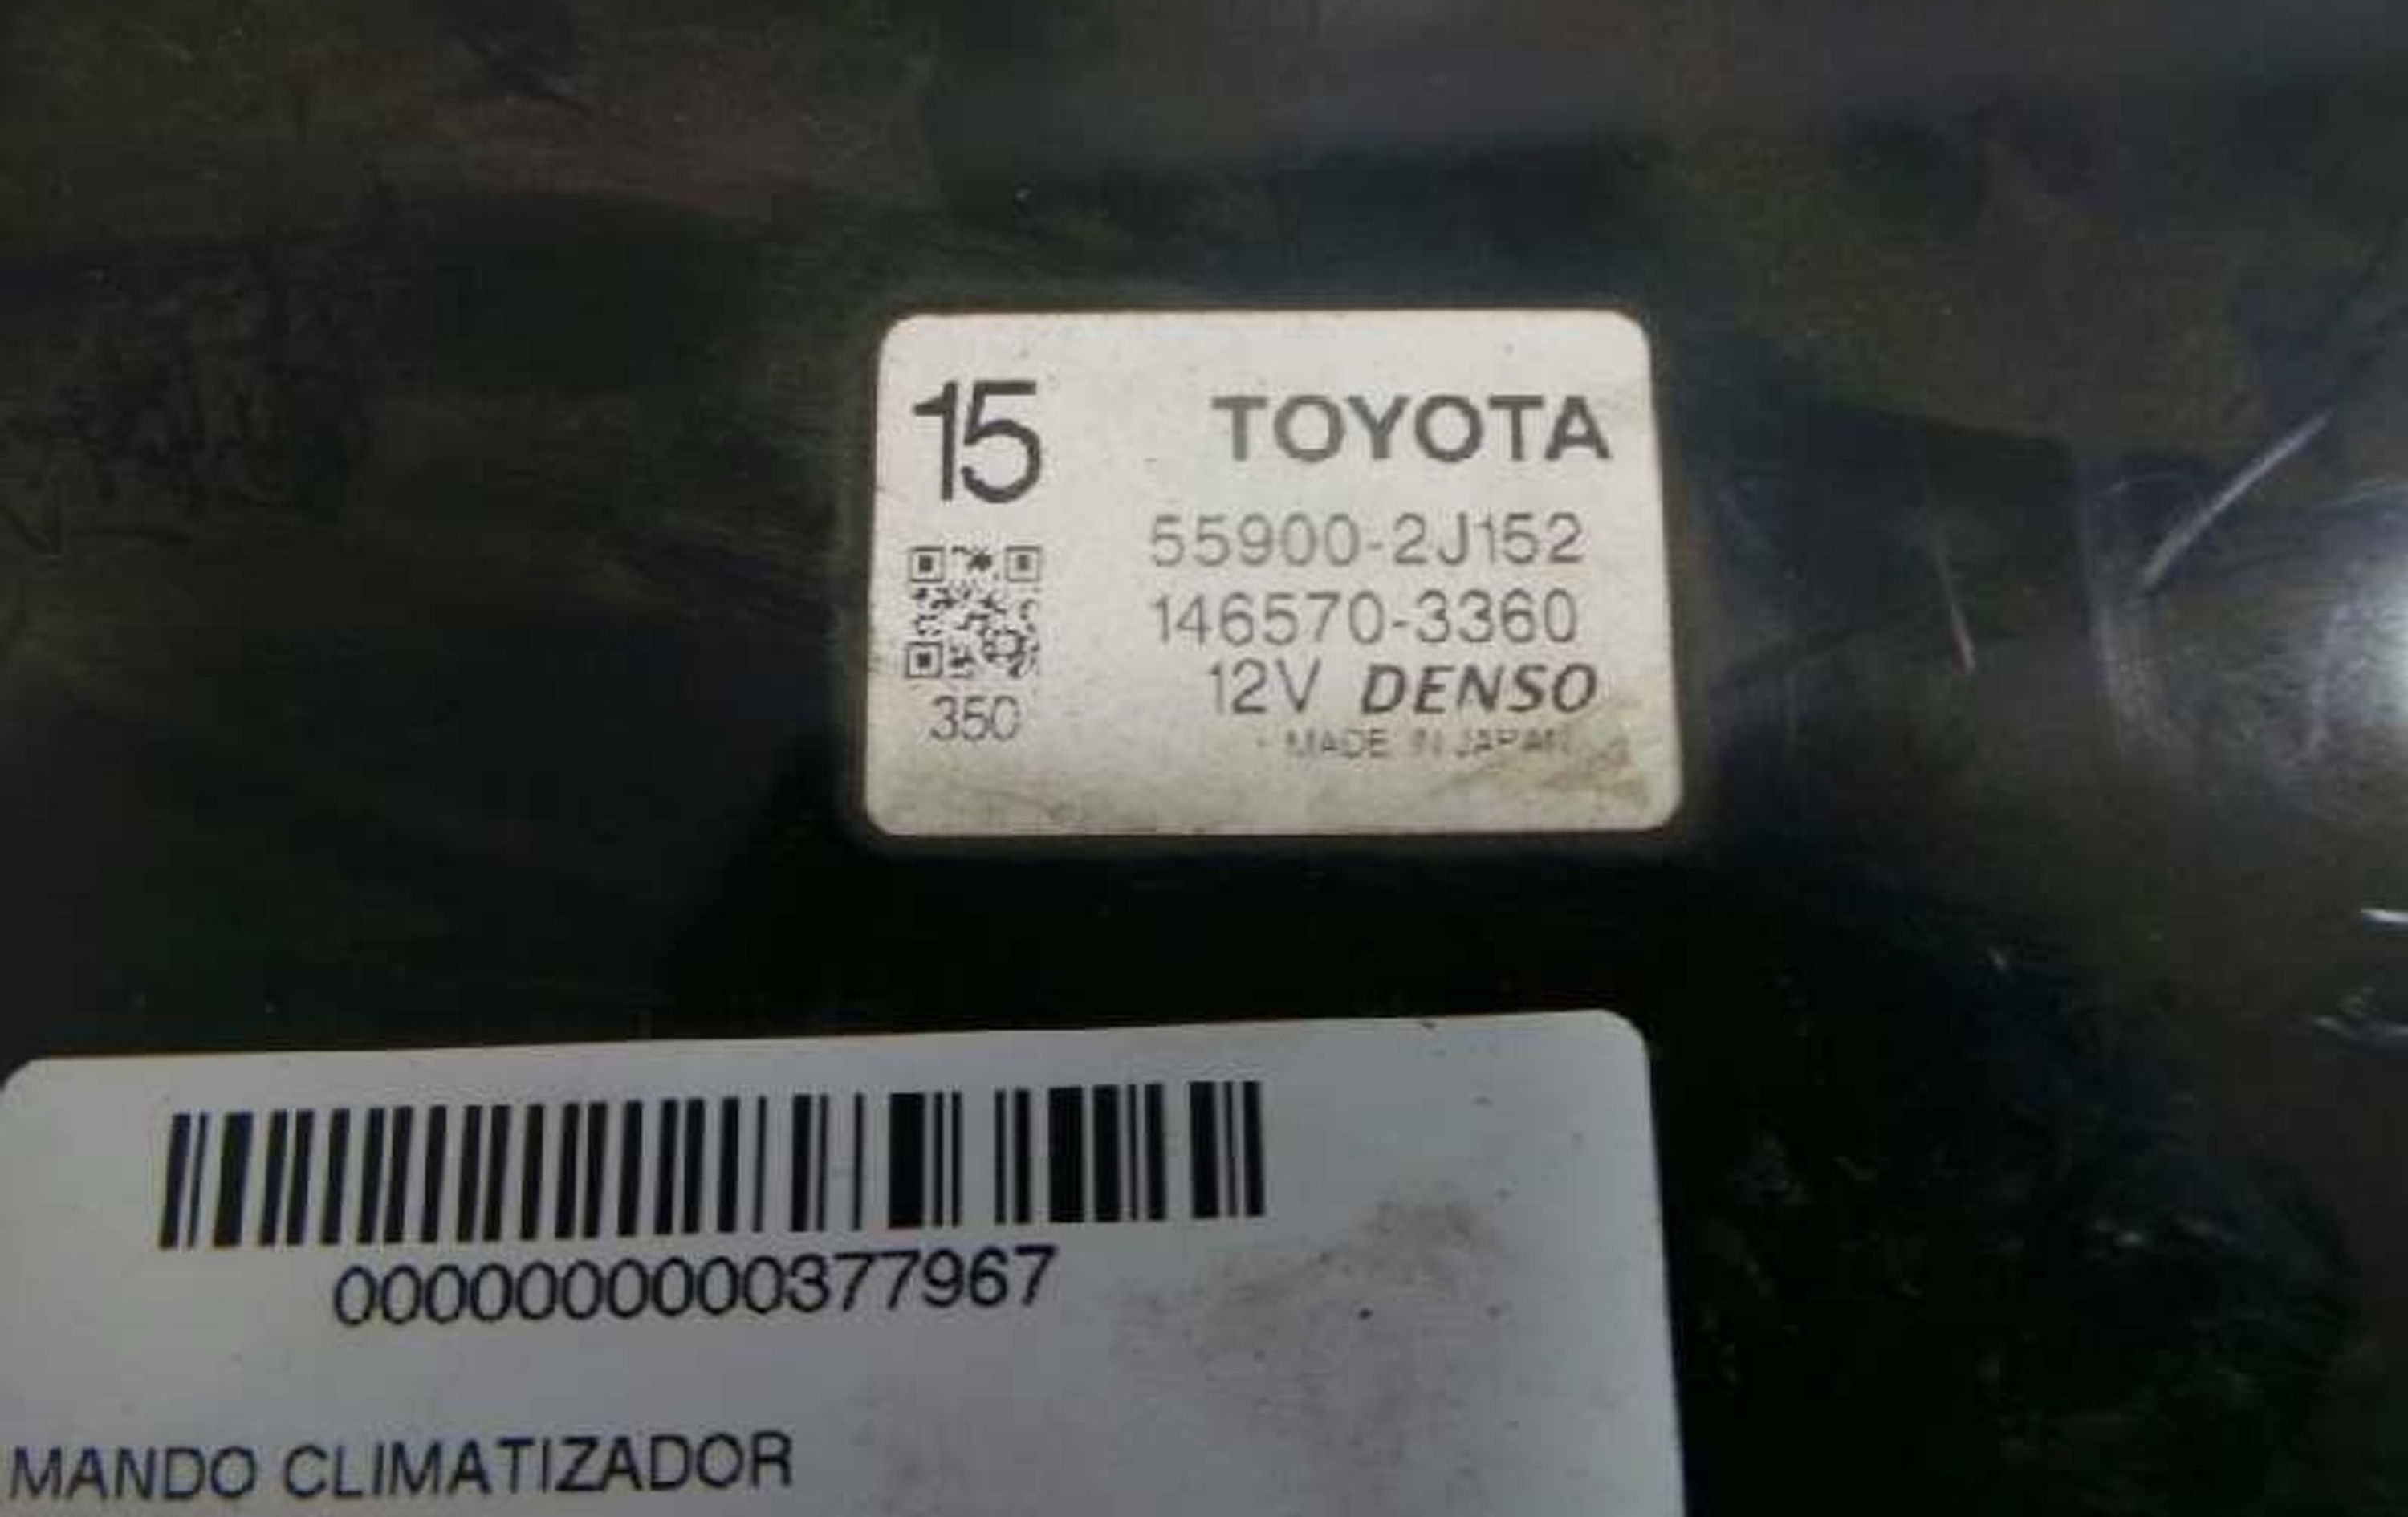 15
TOYOTA
55900-2J152
146570-3360
12V DENSO
350
MADE IN JAPAN
0000000000377967
MANDO CLIMATIZADOR